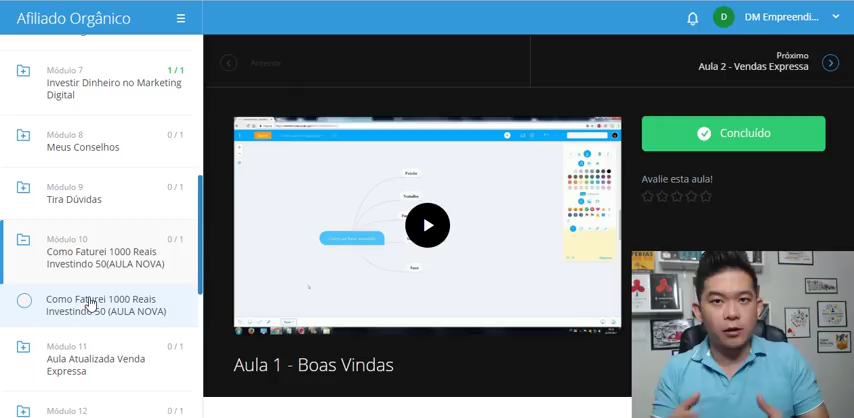 Afiliado Orgânico
D
DM Empreendi...
Módulo 7
1 / 1
Investir Dinheiro no Marketing
Digital
Módulo 8
0 / 1
Meus Conselhos
Módulo 9
0 / 1
Tira Dúvidas
Módulo 10
0 / 1
Como Faturei 1000 Reais
Investindo 50(AULA NOVA)
Como Faturei 1000 Reais
Investindo 50 (AULA NOVA)
Módulo 11
0 / 1
Aula Atualizada Venda
Expressa
Módulo 12
0 / 1
Anterior
Próximo
Aula 2 - Vendas Expressa
Trabalho
Concluído
Avalie esta aula!
Aula 1 - Boas Vindas